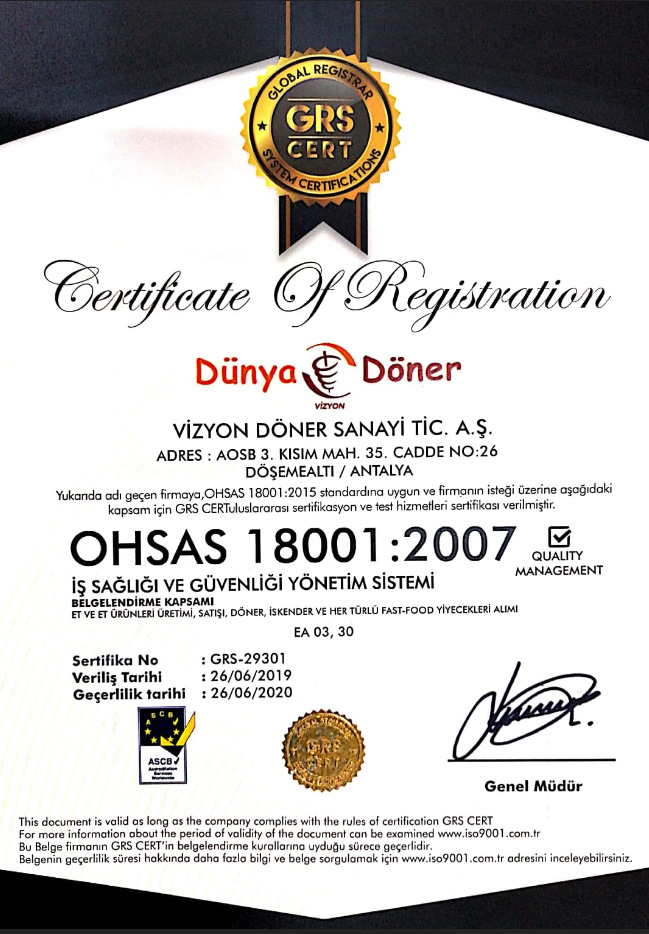 GLOBAL REGISTRAR
GRS
CERT
SYSTEM CERTIFICATIONS
Certificate Of Registration
Dünya Döner
VİZYON
VİZYON DÖNER SANAYİ TİC. A.Ş.
ADRES : AOSB 3. KISIM MAH. 35. CADDE NO:26
DÖŞEMEALTI / ANTALYA
Yukarıda adı geçen firmaya,OHSAS 18001:2015 standardına uygun ve firmanın isteği üzerine aşağıdaki
kapsam için GRS CERTuluslararası sertifikasyon ve test hizmetleri sertifikası verilmiştir.
OHSAS 18001:2007
QUALITY
MANAGEMENT
İŞ SAĞLIĞI VE GÜVENLİĞİ YÖNETİM SİSTEMİ
BELGELENDİRME KAPSAMI
ET VE ET ÜRÜNLERİ ÜRETİMİ, SATIŞI, DÖNER, İSKENDER VE HER TÜRLÜ FAST-FOOD YİYECEKLERİ ALIMI
EA 03, 30
Sertifika No : GRS-29301
Veriliş Tarihi : 26/06/2019
Geçerlilik tarihi : 26/06/2020
ASCB
ASCB
Accreditation
Services
Worldwide
GRS
CERT
Genel Müdür
This document is valid as long as the company complies with the rules of certification GRS CERT
For more information about the period of validity of the document can be examined www.iso9001.com.tr
Bu Belge firmanın GRS CERT'in belgelendirme kurallarına uyduğu sürece geçerlidir.
Belgenin geçerlilik süresi hakkında daha fazla bilgi ve belge sorgulamak için www.iso9001.com.tr adresini inceleyebilirsiniz.